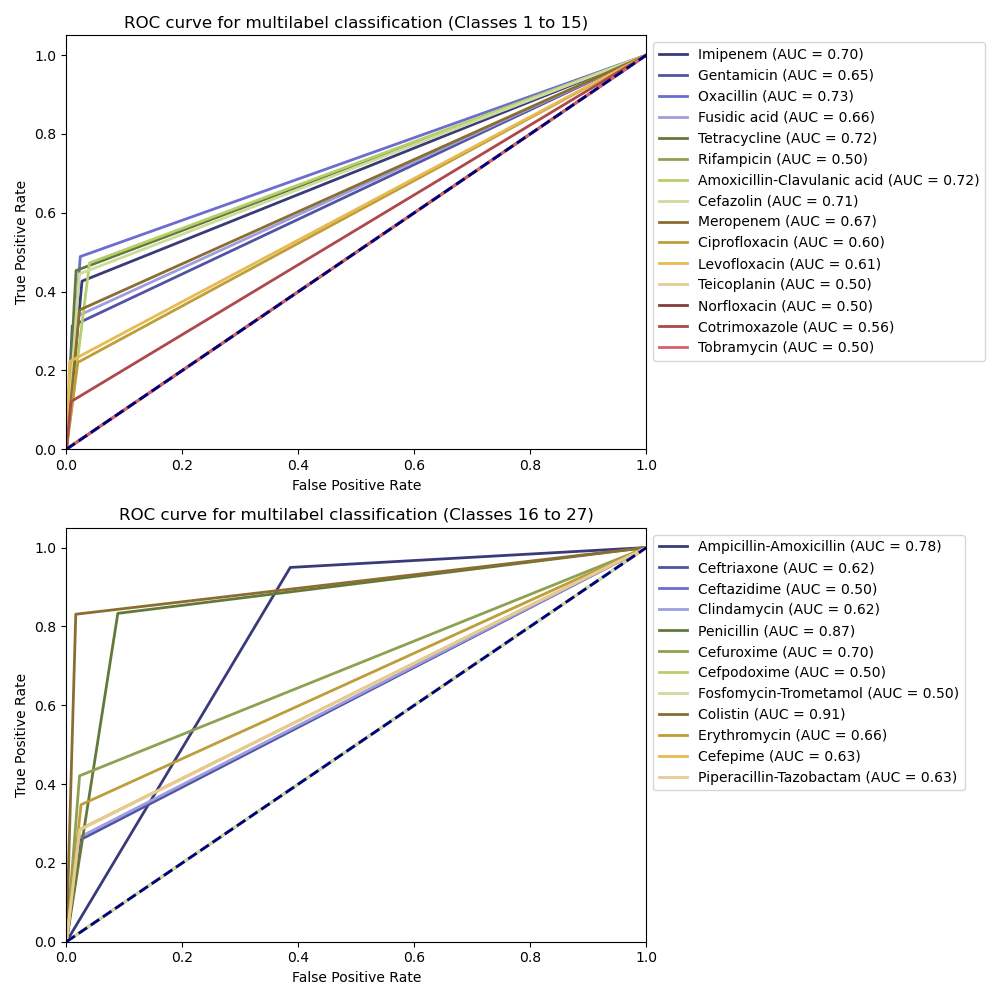 ROC curve for multilabel classification (Classes 1 to 15)
True Positive Rate
1.0
0.8
0.6
0.4
0.2
0.0
0.0 0.2 0.4 0.6 0.8 1.0
False Positive Rate
Imipenem (AUC = 0.70)
Gentamicin (AUC = 0.65)
Oxacillin (AUC = 0.73)
Fusidic acid (AUC = 0.66)
Tetracycline (AUC = 0.72)
Rifampicin (AUC = 0.50)
Amoxicillin-Clavulanic acid (AUC = 0.72)
Cefazolin (AUC = 0.71)
Meropenem (AUC = 0.67)
Ciprofloxacin (AUC = 0.60)
Levofloxacin (AUC = 0.61)
Teicoplanin (AUC = 0.50)
Norfloxacin (AUC = 0.50)
Cotrimoxazole (AUC = 0.56)
Tobramycin (AUC = 0.50)
ROC curve for multilabel classification (Classes 16 to 27)
True Positive Rate
1.0
0.8
0.6
0.4
0.2
0.0
0.0 0.2 0.4 0.6 0.8 1.0
False Positive Rate
Ampicillin-Amoxicillin (AUC = 0.78)
Ceftriaxone (AUC = 0.62)
Ceftazidime (AUC = 0.50)
Clindamycin (AUC = 0.62)
Penicillin (AUC = 0.87)
Cefuroxime (AUC = 0.70)
Cefpodoxime (AUC = 0.50)
Fosfomycin-Trometamol (AUC = 0.50)
Colistin (AUC = 0.91)
Erythromycin (AUC = 0.66)
Cefepime (AUC = 0.63)
Piperacillin-Tazobactam (AUC = 0.63)